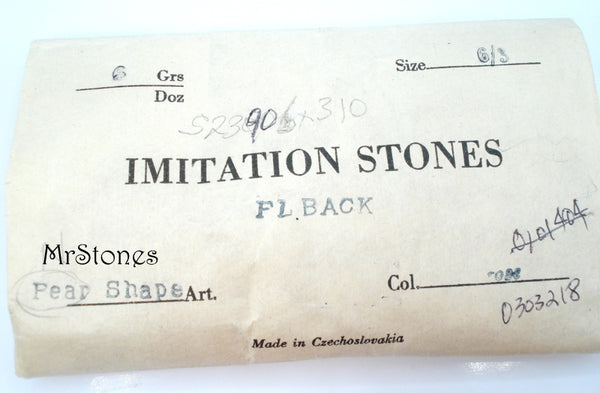 6 Grs
Doz
Size 6/3
IMITATION STONES
FL.BACK
MrStones
Pear Shape Art.
Col. rose
0303218
Made in Czechoslovakia